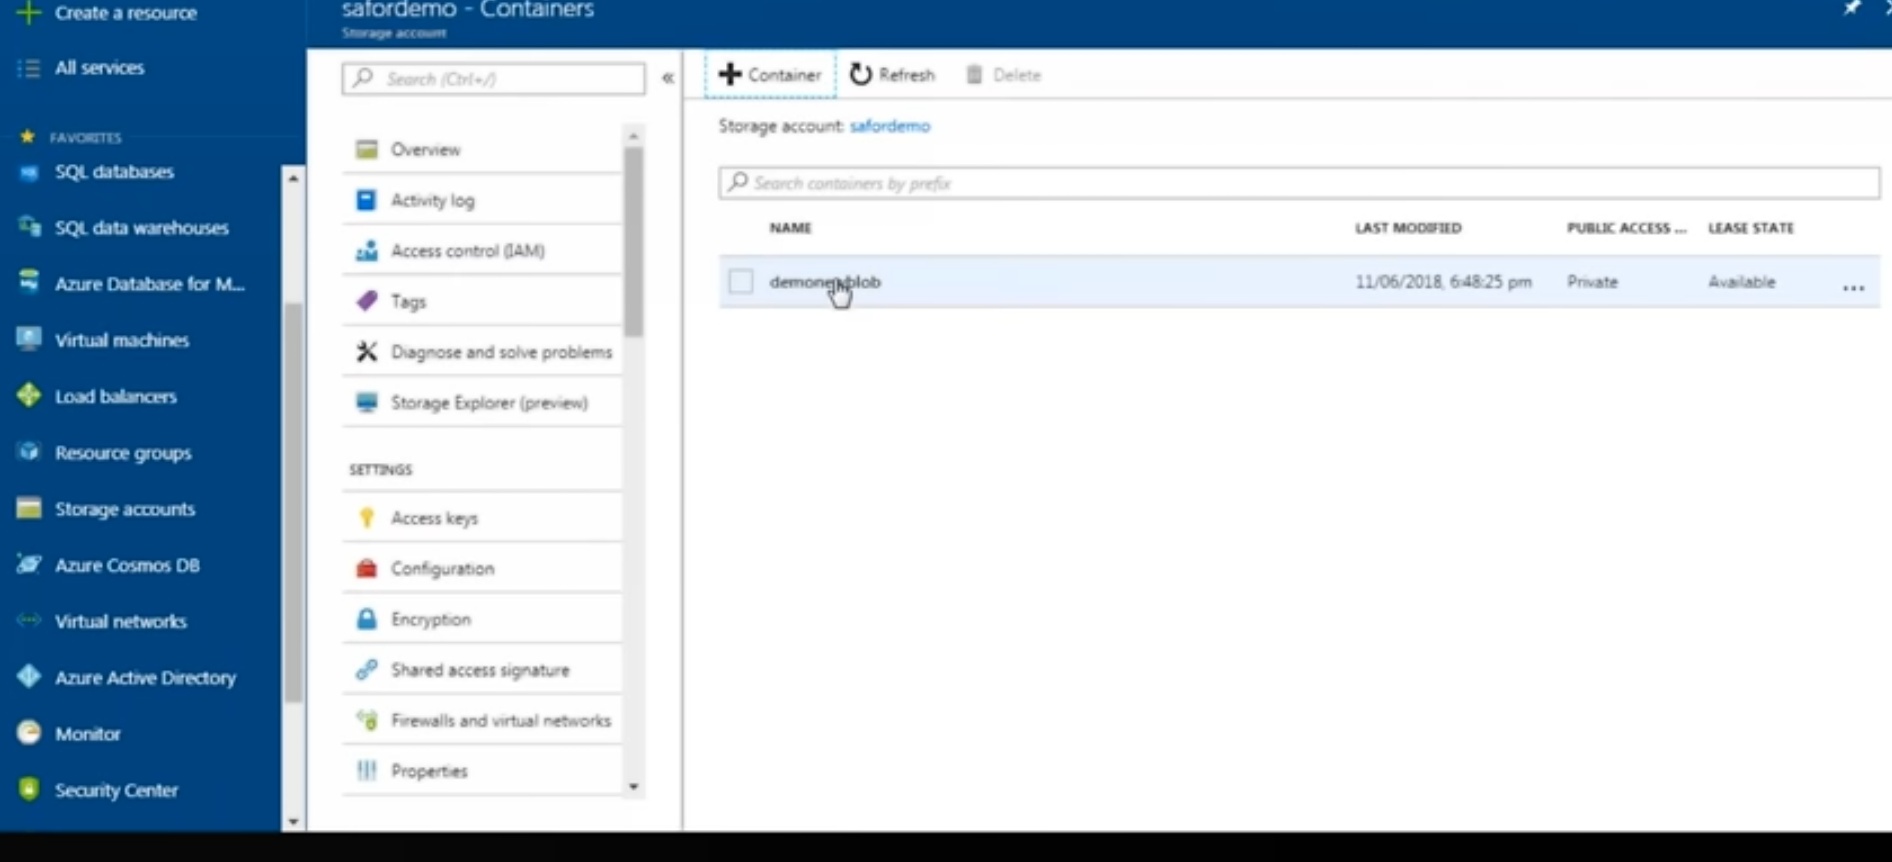 Create a resource
All services
FAVORITES
SQL databases
SQL data warehouses
Azure Database for M...
Virtual machines
Load balancers
Resource groups
Storage accounts
Azure Cosmos DB
Virtual networks
Azure Active Directory
Monitor
Security Center
safordemo - Containers
Storage account
Search (Ctrl+/)
«
Overview
Activity log
Access control (IAM)
Tags
Diagnose and solve problems
Storage Explorer (preview)
SETTINGS
Access keys
Configuration
Encryption
Shared access signature
Firewalls and virtual networks
Properties
+ Container Refresh Delete
Storage account: safordemo
Search containers by prefix
NAME LAST MODIFIED PUBLIC ACCESS ... LEASE STATE
11/06/2018, 6:48:25 pm Private Available ...